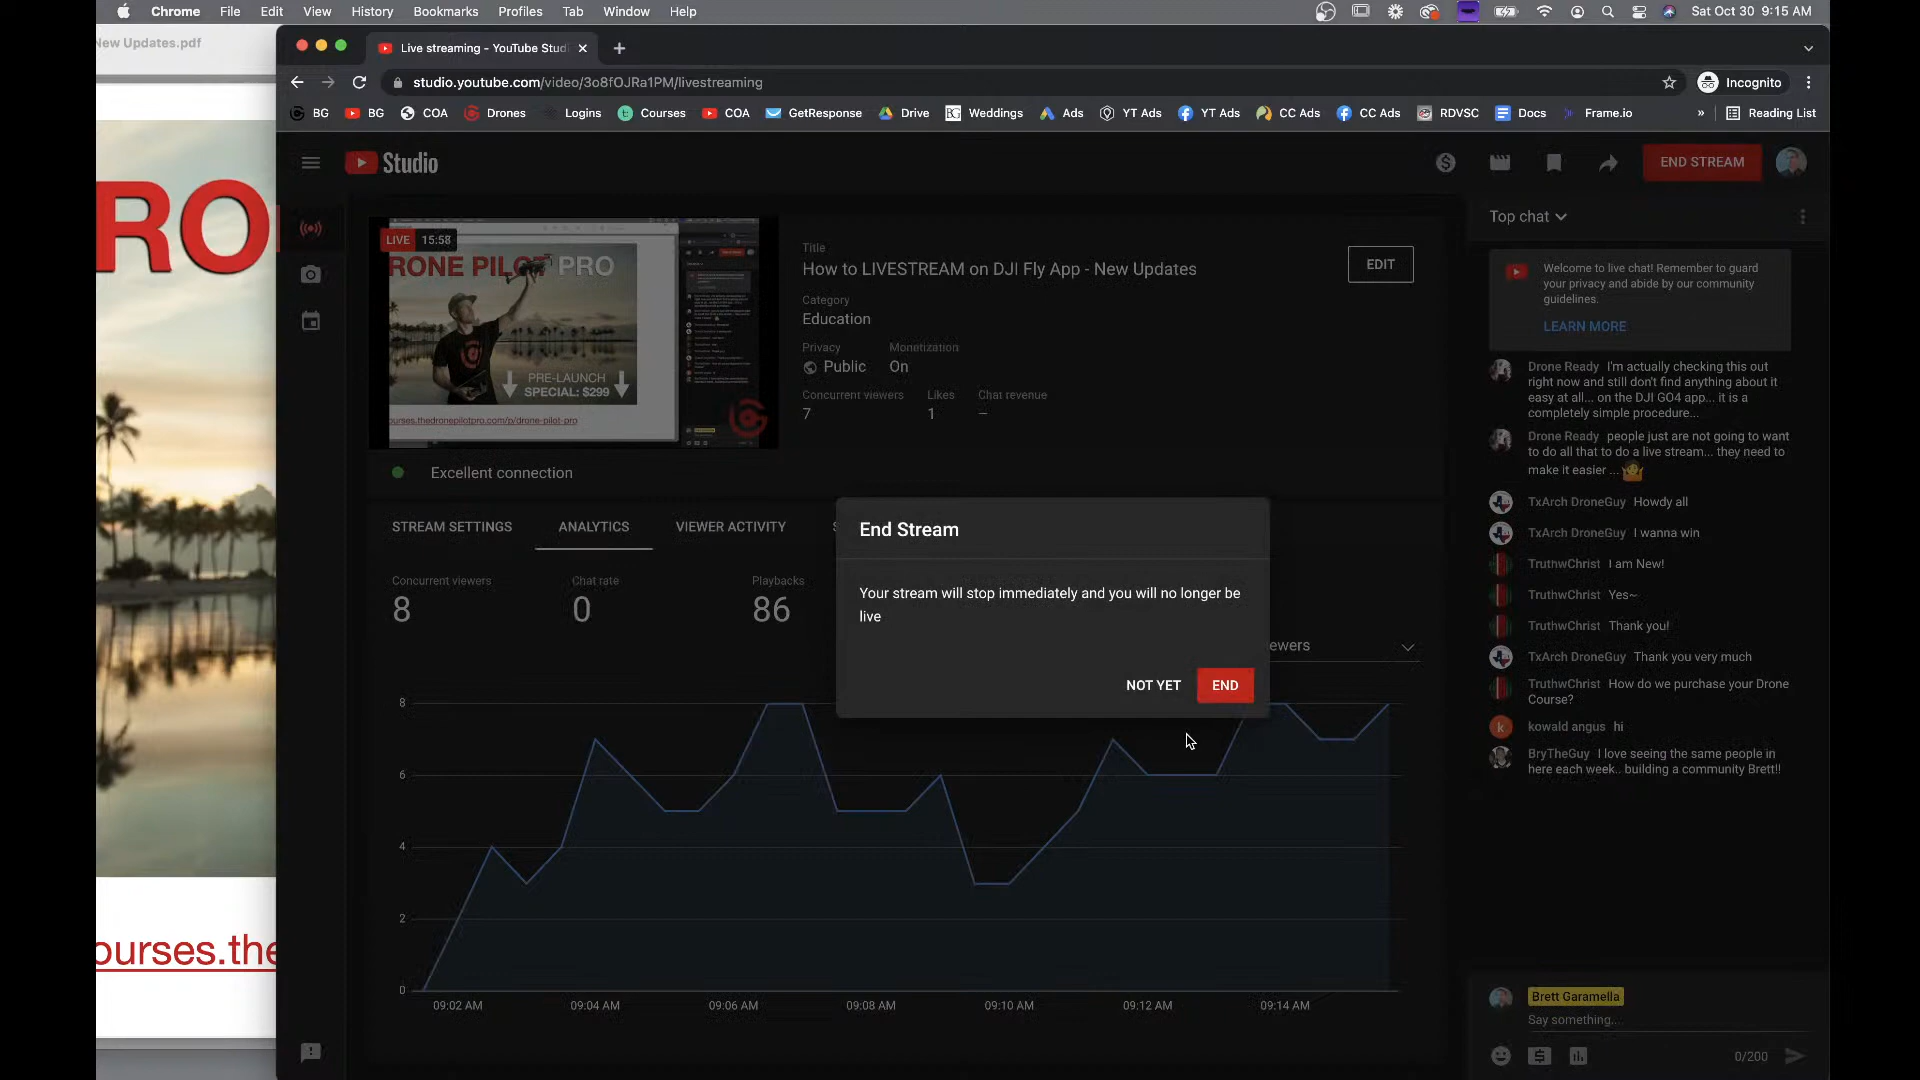 Chrome File Edit View History Bookmarks Profiles Tab Window Help
Sat Oct 30 9:15 AM
New Updates.pdf
Live streaming - YouTube Studi
studio.youtube.com/video/3o8fOJRa1PM/livestreaming
Incognito
BG BG COA Drones Logins Courses COA GetResponse Drive Weddings Ads YT Ads YT Ads CC Ads CC Ads RDVSC Docs Frame.io » Reading List
Studio
END STREAM
RO
ourses.the
LIVE 15:58
RONE PILOT PRO
PRE-LAUNCH
SPECIAL: $299
ourses.thedronepilotpro.com/p/drone-pilot-pro
Title
How to LIVESTREAM on DJI Fly App - New Updates
EDIT
Category
Education
Privacy Monetization
Public On
Concurrent viewers Likes Chat revenue
7 1 –
Excellent connection
STREAM SETTINGS ANALYTICS VIEWER ACTIVITY S
Concurrent viewers Chat rate Playbacks
8 0 86
ewers
End Stream
Your stream will stop immediately and you will no longer be
live
NOT YET END
8
6
4
2
0
09:02 AM 09:04 AM 09:06 AM 09:08 AM 09:10 AM 09:12 AM 09:14 AM
Top chat
Welcome to live chat! Remember to guard
your privacy and abide by our community
guidelines.
LEARN MORE
Drone Ready I'm actually checking this out
right now and still don't find anything about it
easy at all... on the DJI GO4 app... it is a
completely simple procedure...
Drone Ready people just are not going to want
to do all that to do a live stream... they need to
make it easier ...
TxArch DroneGuy Howdy all
TxArch DroneGuy I wanna win
TruthwChrist I am New!
TruthwChrist Yes~
TruthwChrist Thank you!
TxArch DroneGuy Thank you very much
TruthwChrist How do we purchase your Drone
Course?
k
kowald angus hi
BryTheGuy I love seeing the same people in
here each week.. building a community Brett!!
Brett Garamella
Say something...
0/200